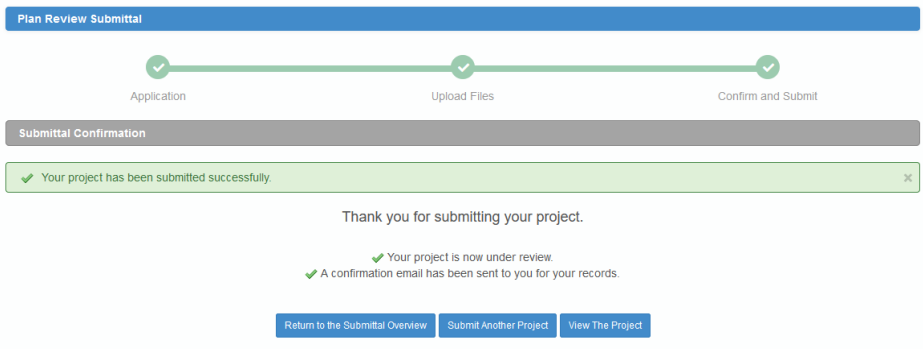 Plan Review Submittal
Application
Upload Files
Confirm and Submit
Submittal Confirmation
Your project has been submitted successfully.
×
Thank you for submitting your project.
Your project is now under review.
A confirmation email has been sent to you for your records.
Return to the Submittal Overview
Submit Another Project
View The Project